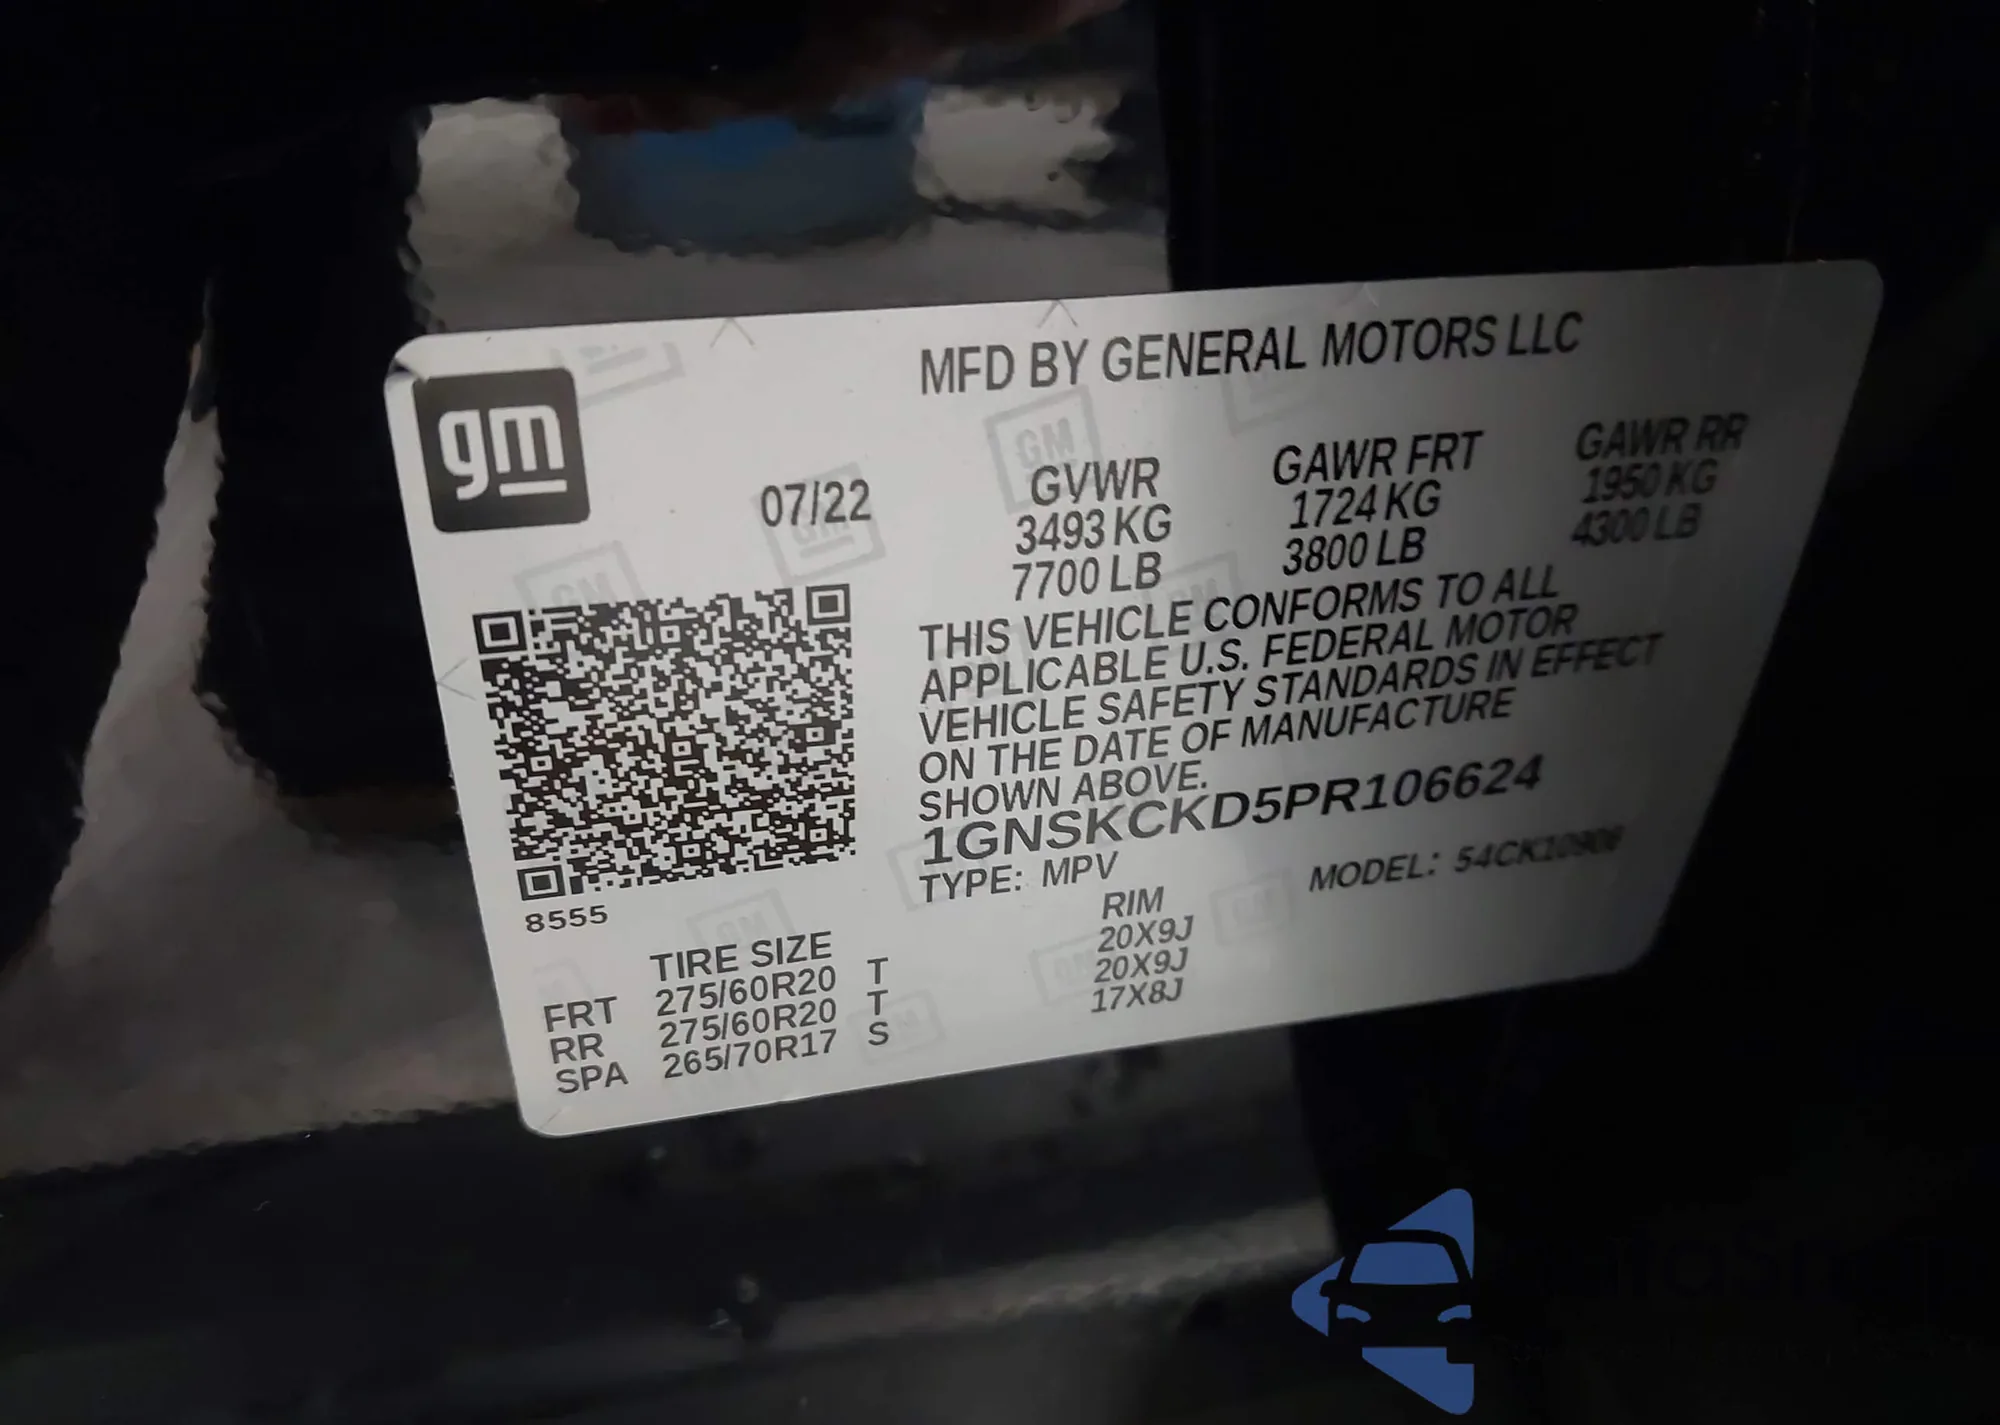 gm
MFD BY GENERAL MOTORS LLC
07/22
GVWR GAWR FRT GAWR RR
3493 KG 1724 KG 1950 KG
7700 LB 3800 LB 4300 LB
THIS VEHICLE CONFORMS TO ALL
APPLICABLE U.S. FEDERAL MOTOR
VEHICLE SAFETY STANDARDS IN EFFECT
ON THE DATE OF MANUFACTURE
SHOWN ABOVE.
1GNSKCKD5PR106624
TYPE: MPV MODEL:
8555
TIRE SIZE RIM
FRT 275/60R20 T 20X9J
RR 275/60R20 T 20X9J
SPA 265/70R17 S 17X8J